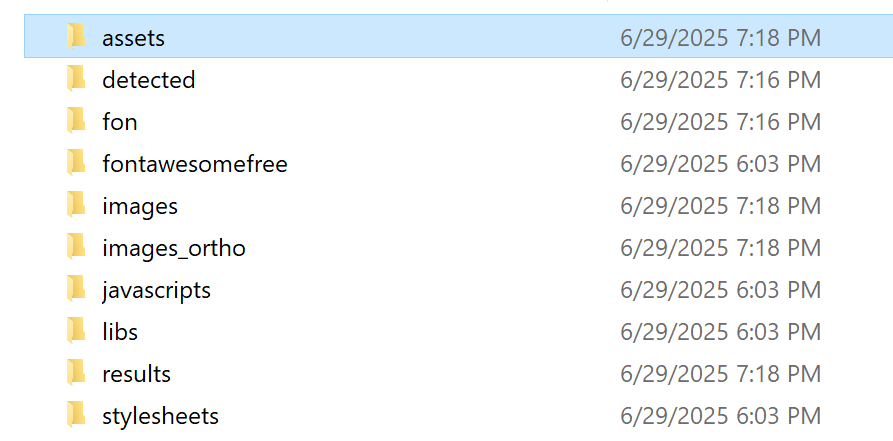 assets 6/29/2025 7:18 PM
detected 6/29/2025 7:16 PM
fon 6/29/2025 7:16 PM
fontawesomefree 6/29/2025 6:03 PM
images 6/29/2025 7:18 PM
images_ortho 6/29/2025 7:18 PM
javascripts 6/29/2025 6:03 PM
libs 6/29/2025 6:03 PM
results 6/29/2025 7:18 PM
stylesheets 6/29/2025 6:03 PM